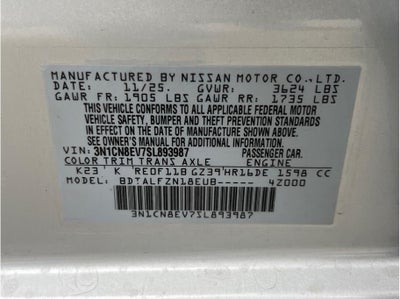 MANUFACTURED BY NISSAN MOTOR CO.,LTD.
DATE: 11/25. GVWR: 3624 LBS
GAWR FR: 1905 LBS GAWR RR: 1735 LBS
THIS VEHICLE CONFORMS TO ALL APPLICABLE FEDERAL MOTOR
VEHICLE SAFETY, BUMPER AND THEFT PREVENTION STANDARDS
IN EFFECT ON THE DATE OF MANUFACTURE SHOWN ABOVE.
SEE OWNER'S MANUAL FOR ADDITIONAL INFORMATION
VIN: 3N1CN8EV7SL893987 PASSENGER CAR.
COLOR TRIM TRANS AXLE ENGINE
K23 K RE0F11B GZ39 HR16DE 1598 CC
MODEL: BDTALFZN18EUB----- 4Z000
3N1CN8EV7SL893987